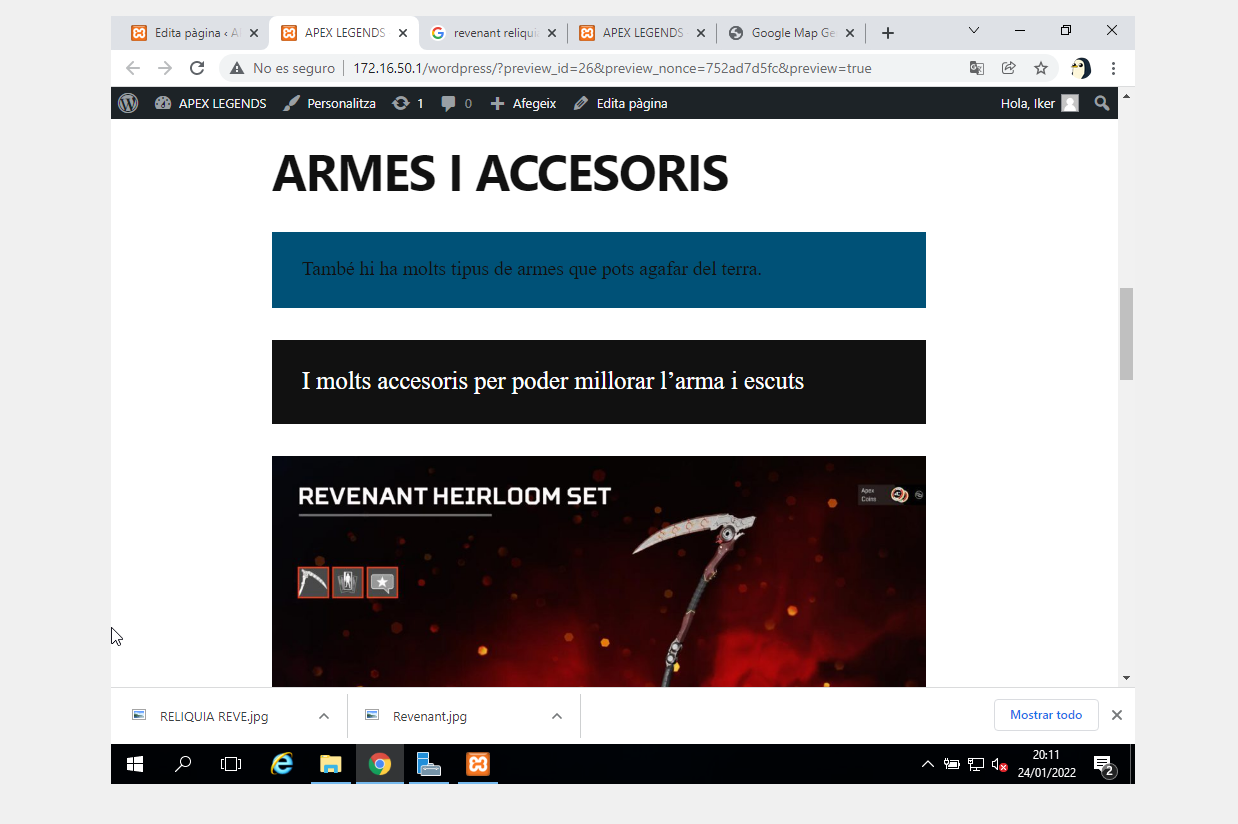 Edita pàgina ‹ A
APEX LEGENDS
revenant reliqui
APEX LEGENDS
Google Map Ge
No es seguro
172.16.50.1/wordpress/?preview_id=26&preview_nonce=752ad7d5fc&preview=true
APEX LEGENDS
Personalitza
1
0
Afegeix
Edita pàgina
Hola, Iker
ARMES I ACCESORIS
També hi ha molts tipus de armes que pots agafar del terra.
I molts accesoris per poder millorar l’arma i escuts
REVENANT HEIRLOOM SET
Apex
Coins
RELIQUIA REVE.jpg
Revenant.jpg
Mostrar todo
20:11
24/01/2022
2